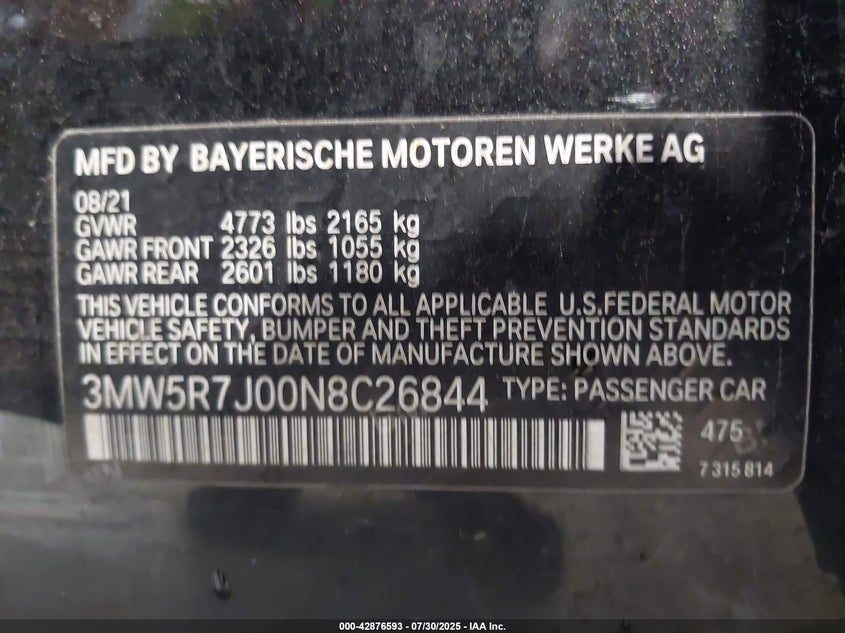 MFD BY BAYERISCHE MOTOREN WERKE AG
08/21
GVWR 4773 lbs 2165 kg
GAWR FRONT 2326 lbs 1055 kg
GAWR REAR 2601 lbs 1180 kg
THIS VEHICLE CONFORMS TO ALL APPLICABLE U.S.FEDERAL MOTOR
VEHICLE SAFETY, BUMPER AND THEFT PREVENTION STANDARDS
IN EFFECT ON THE DATE OF MANUFACTURE SHOWN ABOVE.
3MW5R7J00N8C26844 TYPE: PASSENGER CAR
475
7 315 814
000-42876593 - 07/30/2025 - IAA Inc.